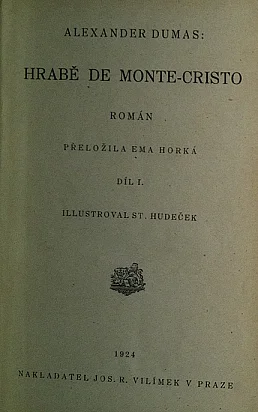 ALEXANDER DUMAS:
HRABĚ DE MONTE-CRISTO
ROMÁN
PŘELOŽILA EMA HORKÁ
DÍL I.
ILLUSTROVAL ST. HUDEČEK
1924
NAKLADATEL JOS. R. VILÍMEK V PRAZE